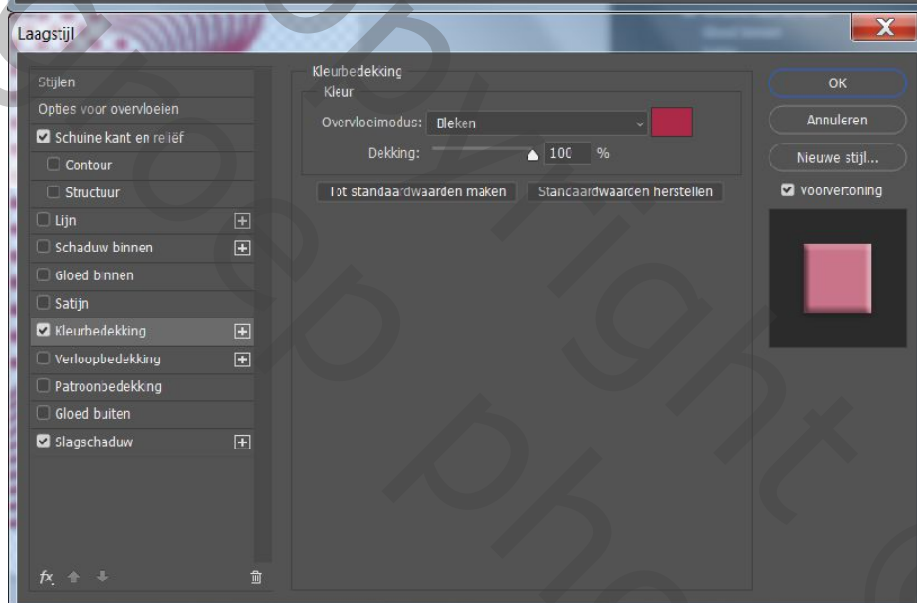 Laagstijl
Stijlen
Opties voor overvloeien
Schuine kant en reliëf
Contour
Structuur
Lijn
Schaduw binnen
Gloed binnen
Satijn
Kleurbedekking
Verloopbedekking
Patroonbedekking
Gloed buiten
Slagschaduw
fx
Kleurbedekking
Kleur
Overvloeimodus: Bleken
Dekking: 100 %
Tot standaardwaarden maken Standaardwaarden herstellen
OK
Annuleren
Nieuwe stijl...
Voorvertoning